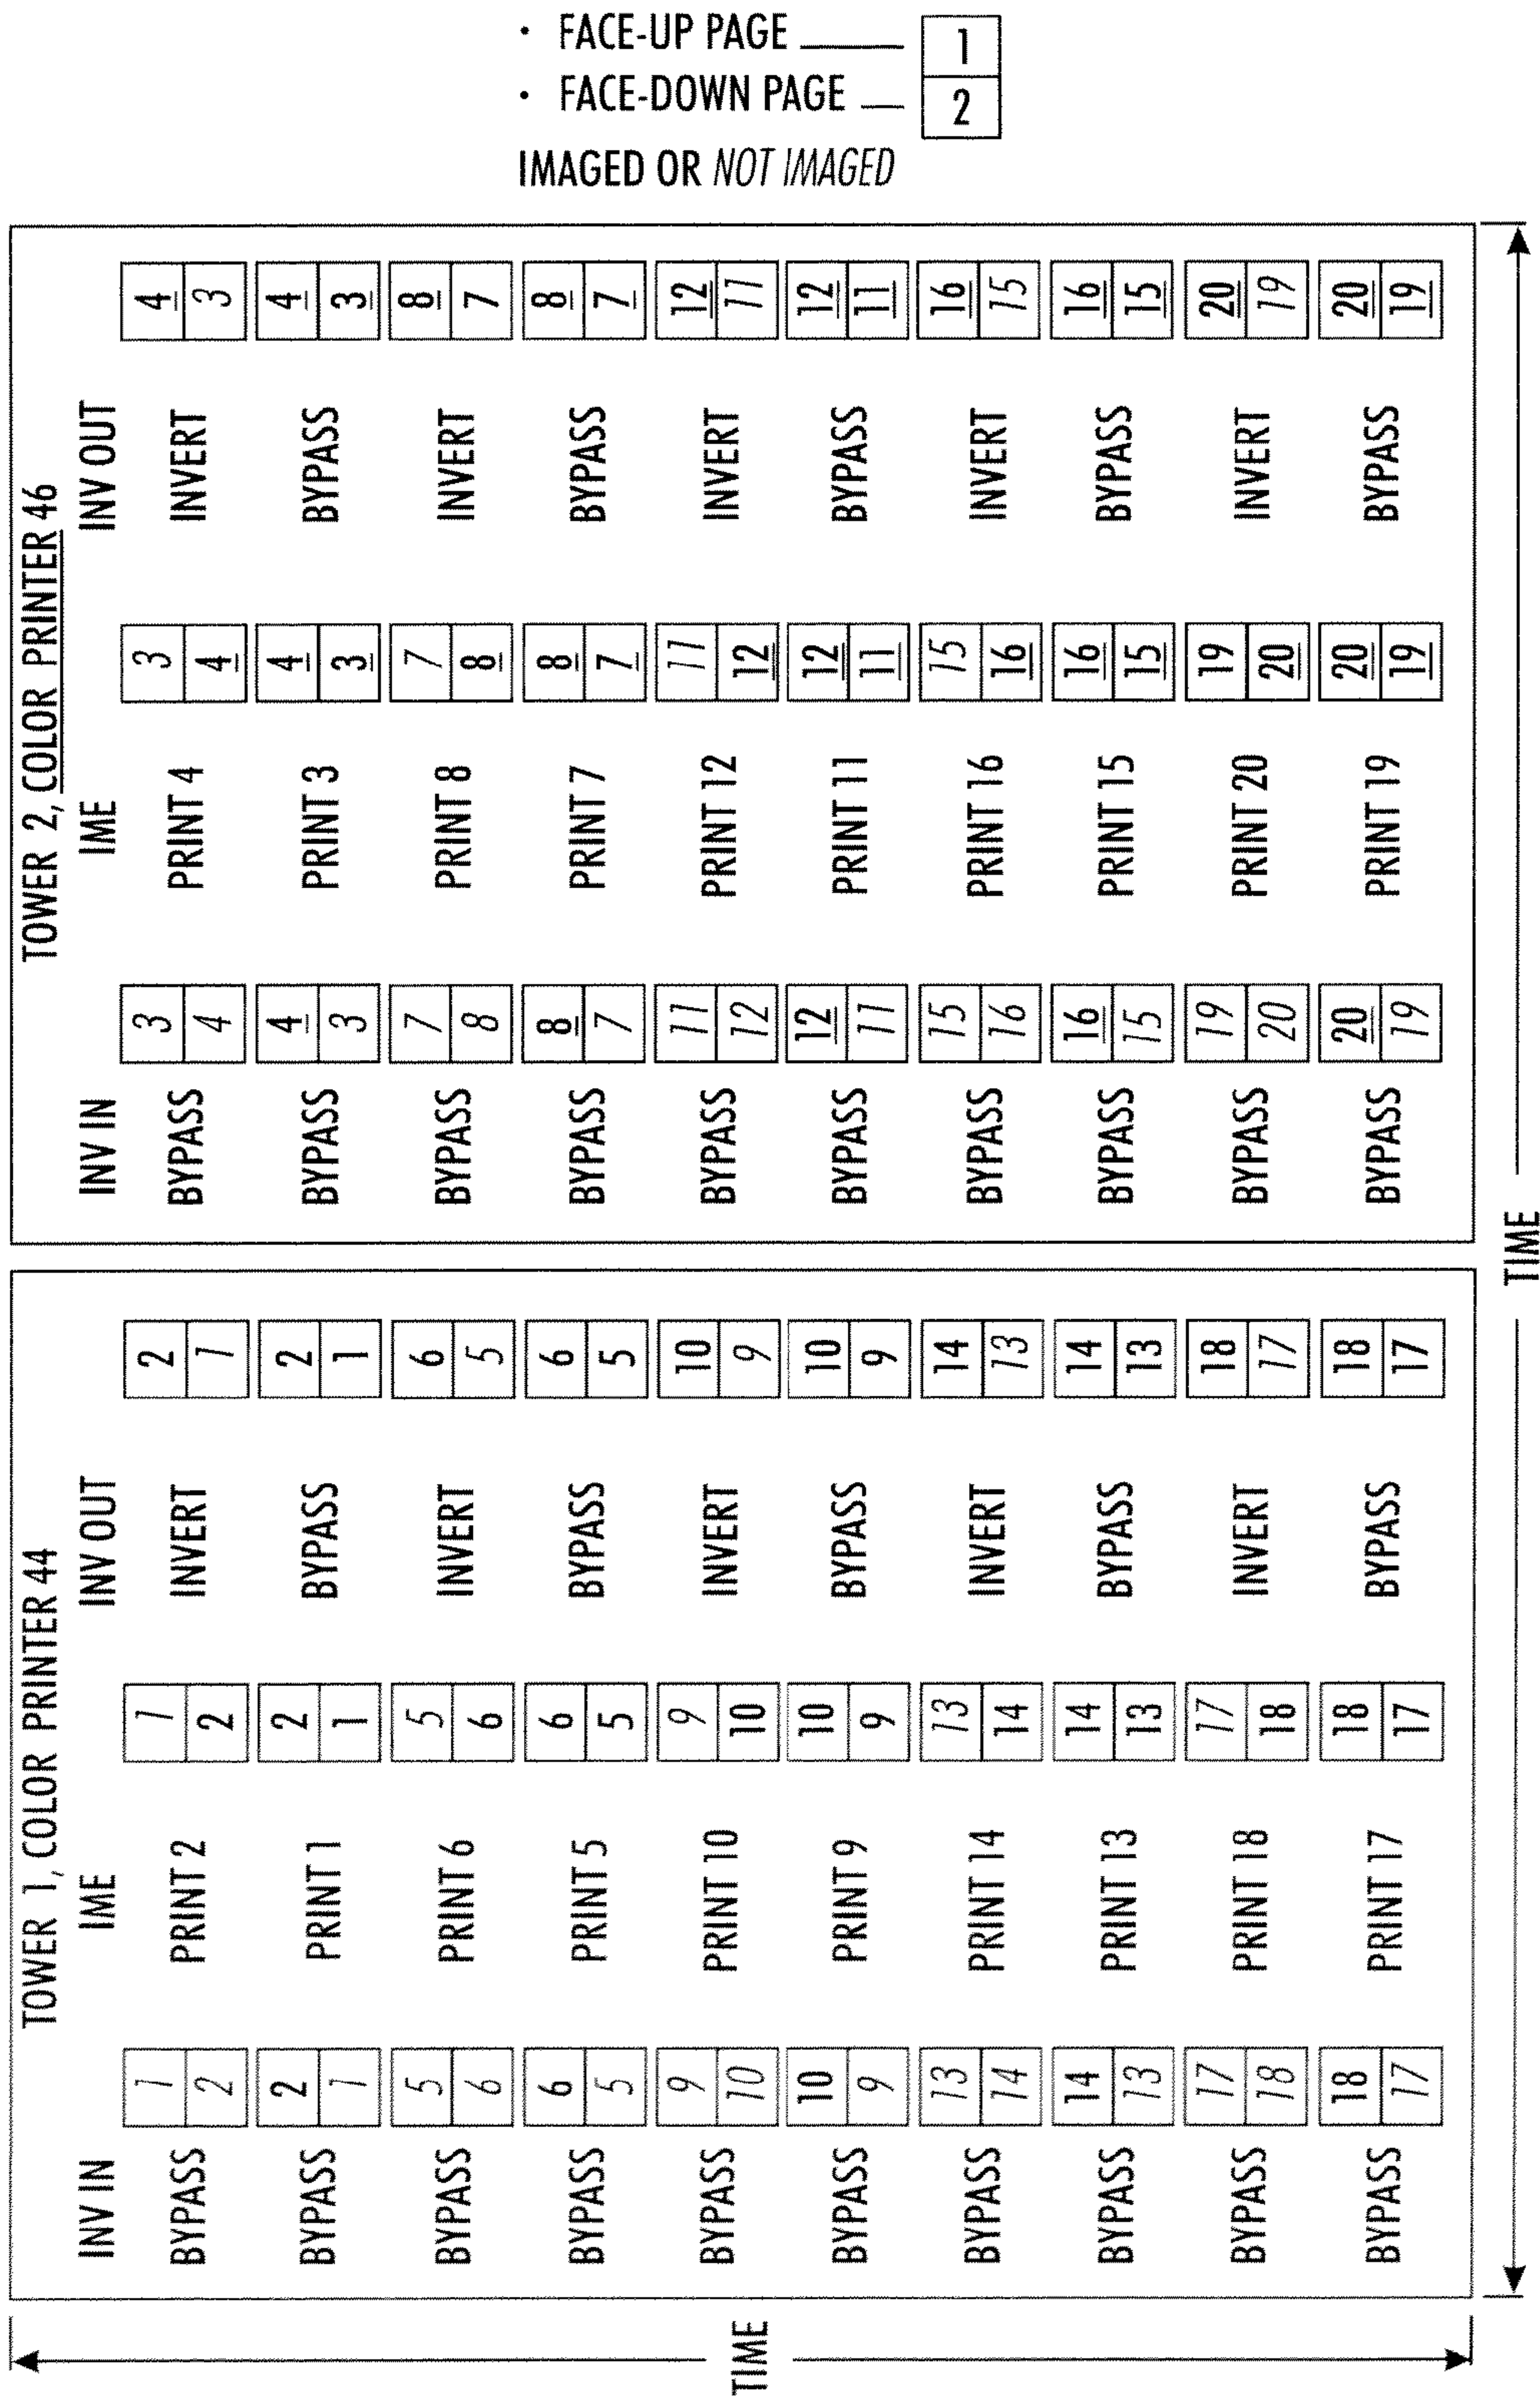 · FACE-UP PAGE 1
· FACE-DOWN PAGE 2
IMAGED OR NOT IMAGED
TOWER 1, COLOR PRINTER 44
INV IN IME INV OUT
BYPASS 1 2 PRINT 2 1 2 INVERT 2 1
BYPASS 2 1 PRINT 1 2 1 BYPASS 2 1
BYPASS 5 6 PRINT 6 5 6 INVERT 6 5
BYPASS 6 5 PRINT 5 6 5 BYPASS 6 5
BYPASS 9 10 PRINT 10 9 10 INVERT 10 9
BYPASS 10 9 PRINT 9 10 9 BYPASS 10 9
BYPASS 13 14 PRINT 14 13 14 INVERT 14 13
BYPASS 14 13 PRINT 13 14 13 BYPASS 14 13
BYPASS 17 18 PRINT 18 17 18 INVERT 18 17
BYPASS 18 17 PRINT 17 18 17 BYPASS 18 17
TOWER 2, COLOR PRINTER 46
INV IN IME INV OUT
BYPASS 3 4 PRINT 4 3 4 INVERT 4 3
BYPASS 4 3 PRINT 3 4 3 BYPASS 4 3
BYPASS 7 8 PRINT 8 7 8 INVERT 8 7
BYPASS 8 7 PRINT 7 8 7 BYPASS 8 7
BYPASS 11 12 PRINT 12 11 12 INVERT 12 11
BYPASS 12 11 PRINT 11 12 11 BYPASS 12 11
BYPASS 15 16 PRINT 16 15 16 INVERT 16 15
BYPASS 16 15 PRINT 15 16 15 BYPASS 16 15
BYPASS 19 20 PRINT 20 19 20 INVERT 20 19
BYPASS 20 19 PRINT 19 20 19 BYPASS 20 19
TIME
TIME